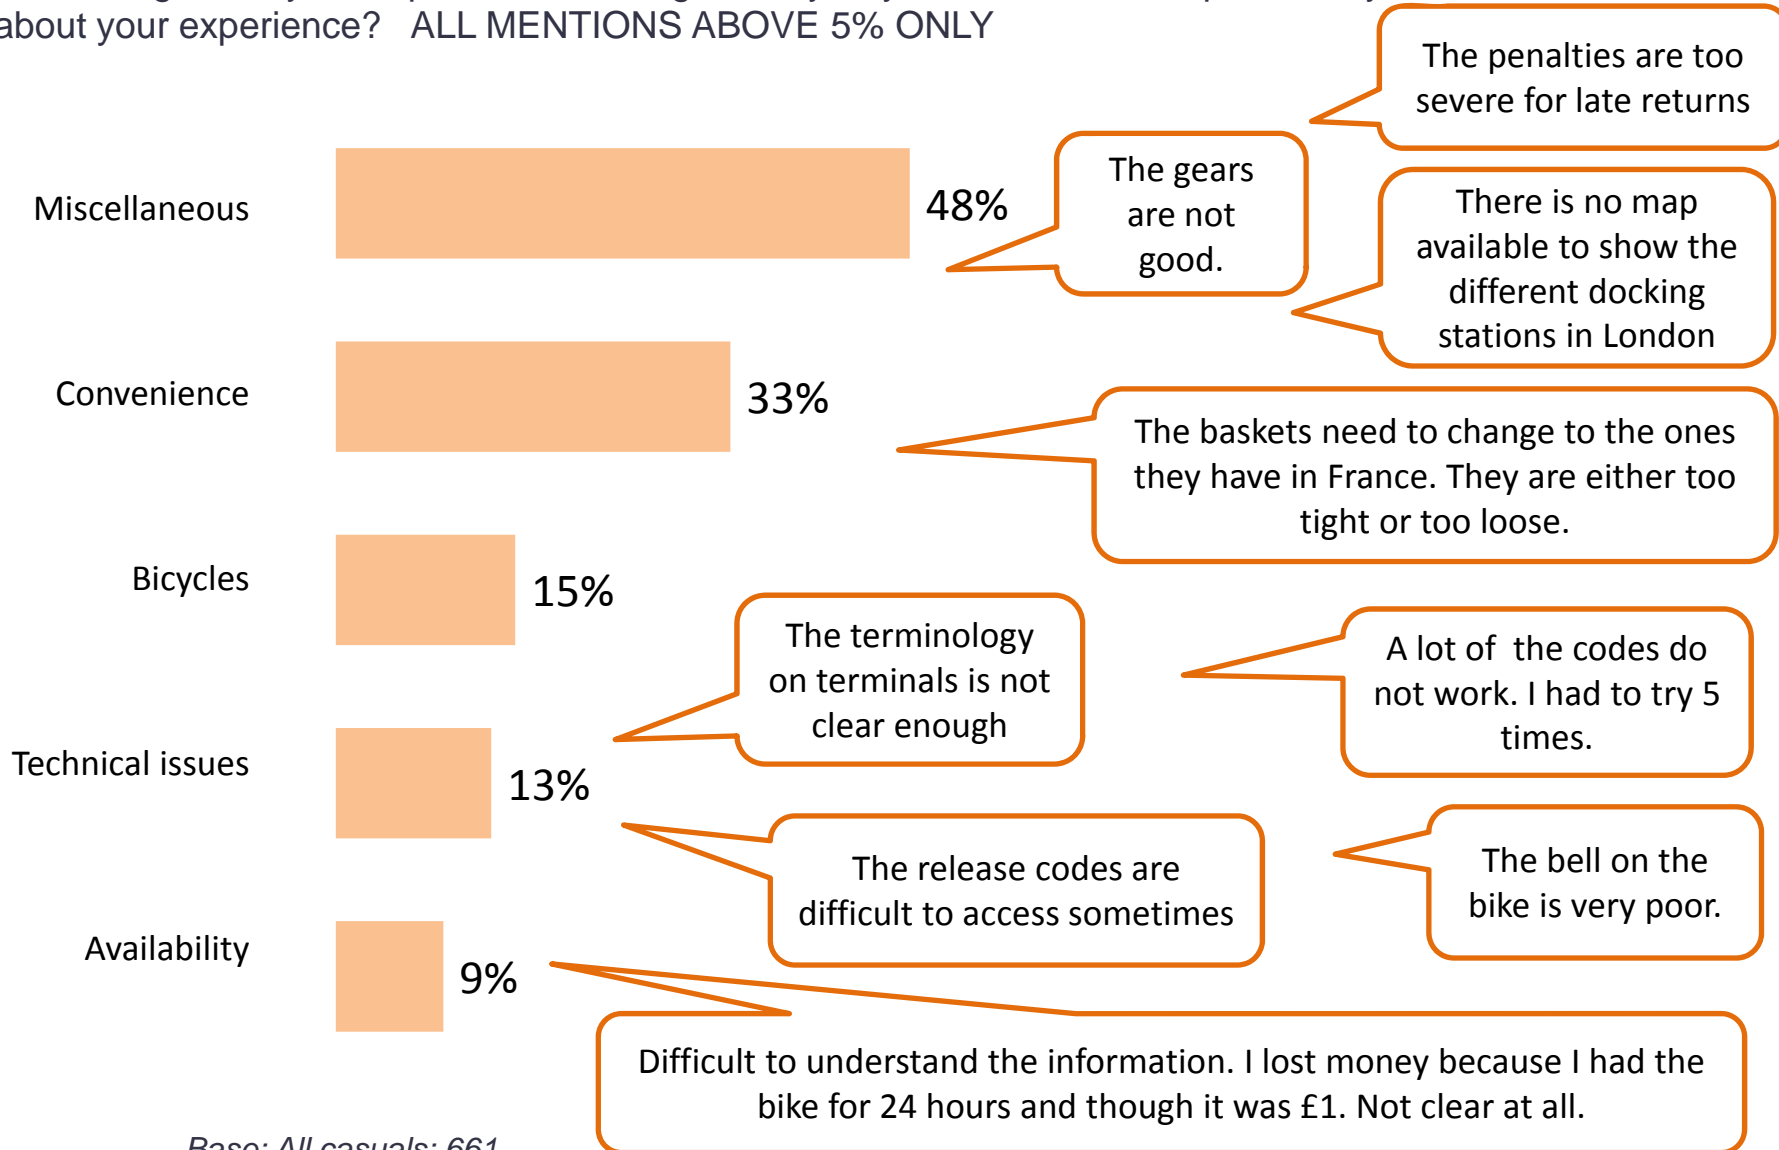 about your experience? ALL MENTIONS ABOVE 5% ONLY
The penalties are too
severe for late returns
The gears
are not
good.
Miscellaneous
48%
There is no map
available to show the
different docking
stations in London
Convenience
33%
The baskets need to change to the ones
they have in France. They are either too
tight or too loose.
Bicycles
15%
The terminology
on terminals is not
clear enough
A lot of the codes do
not work. I had to try 5
times.
Technical issues
13%
The release codes are
difficult to access sometimes
The bell on the
bike is very poor.
Availability
9%
Difficult to understand the information. I lost money because I had the
bike for 24 hours and though it was £1. Not clear at all.
Base: All casuals: 661